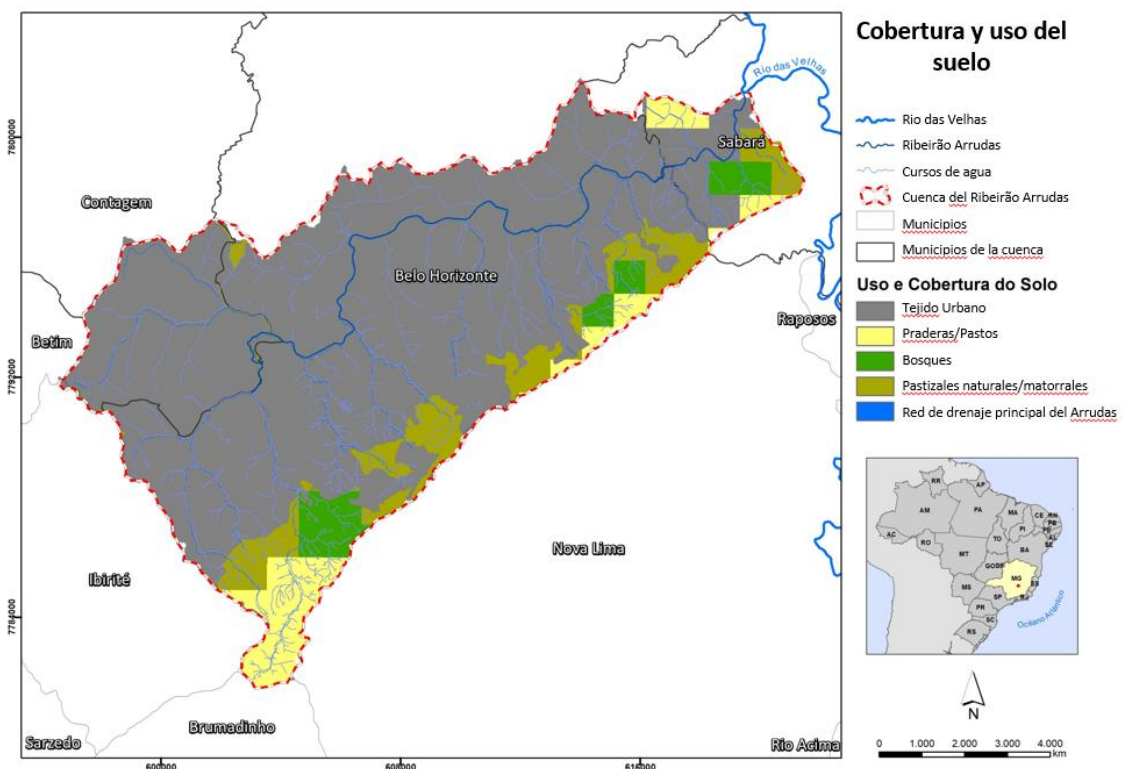 Cobertura y uso del
suelo
Rio das Velhas
Ribeirão Arrudas
Cursos de agua
Cuenca del Ribeirão Arrudas
Municipios
Municipios de la cuenca
Uso e Cobertura do Solo
Tejido Urbano
Praderas/Pastos
Bosques
Pastizales naturales/matorrales
Red de drenaje principal del Arrudas
Rio das Velhas
Sabará
Contagem
Belo Horizonte
Raposos
Betim
Nova Lima
Ibirité
Brumadinho
Sarzedo
Rio Acima
7800000
7792000
7784000
600000
608000
616000
RR
AP
AM
PA
MA
CE
RN
PB
PE
PI
AL
SE
AC
RO
TO
BA
MT
GODF
MG
ES
MS
SP
RJ
PR
SC
RS
Océano Atlántico
N
0 1.000 2.000 3.000 4.000
km